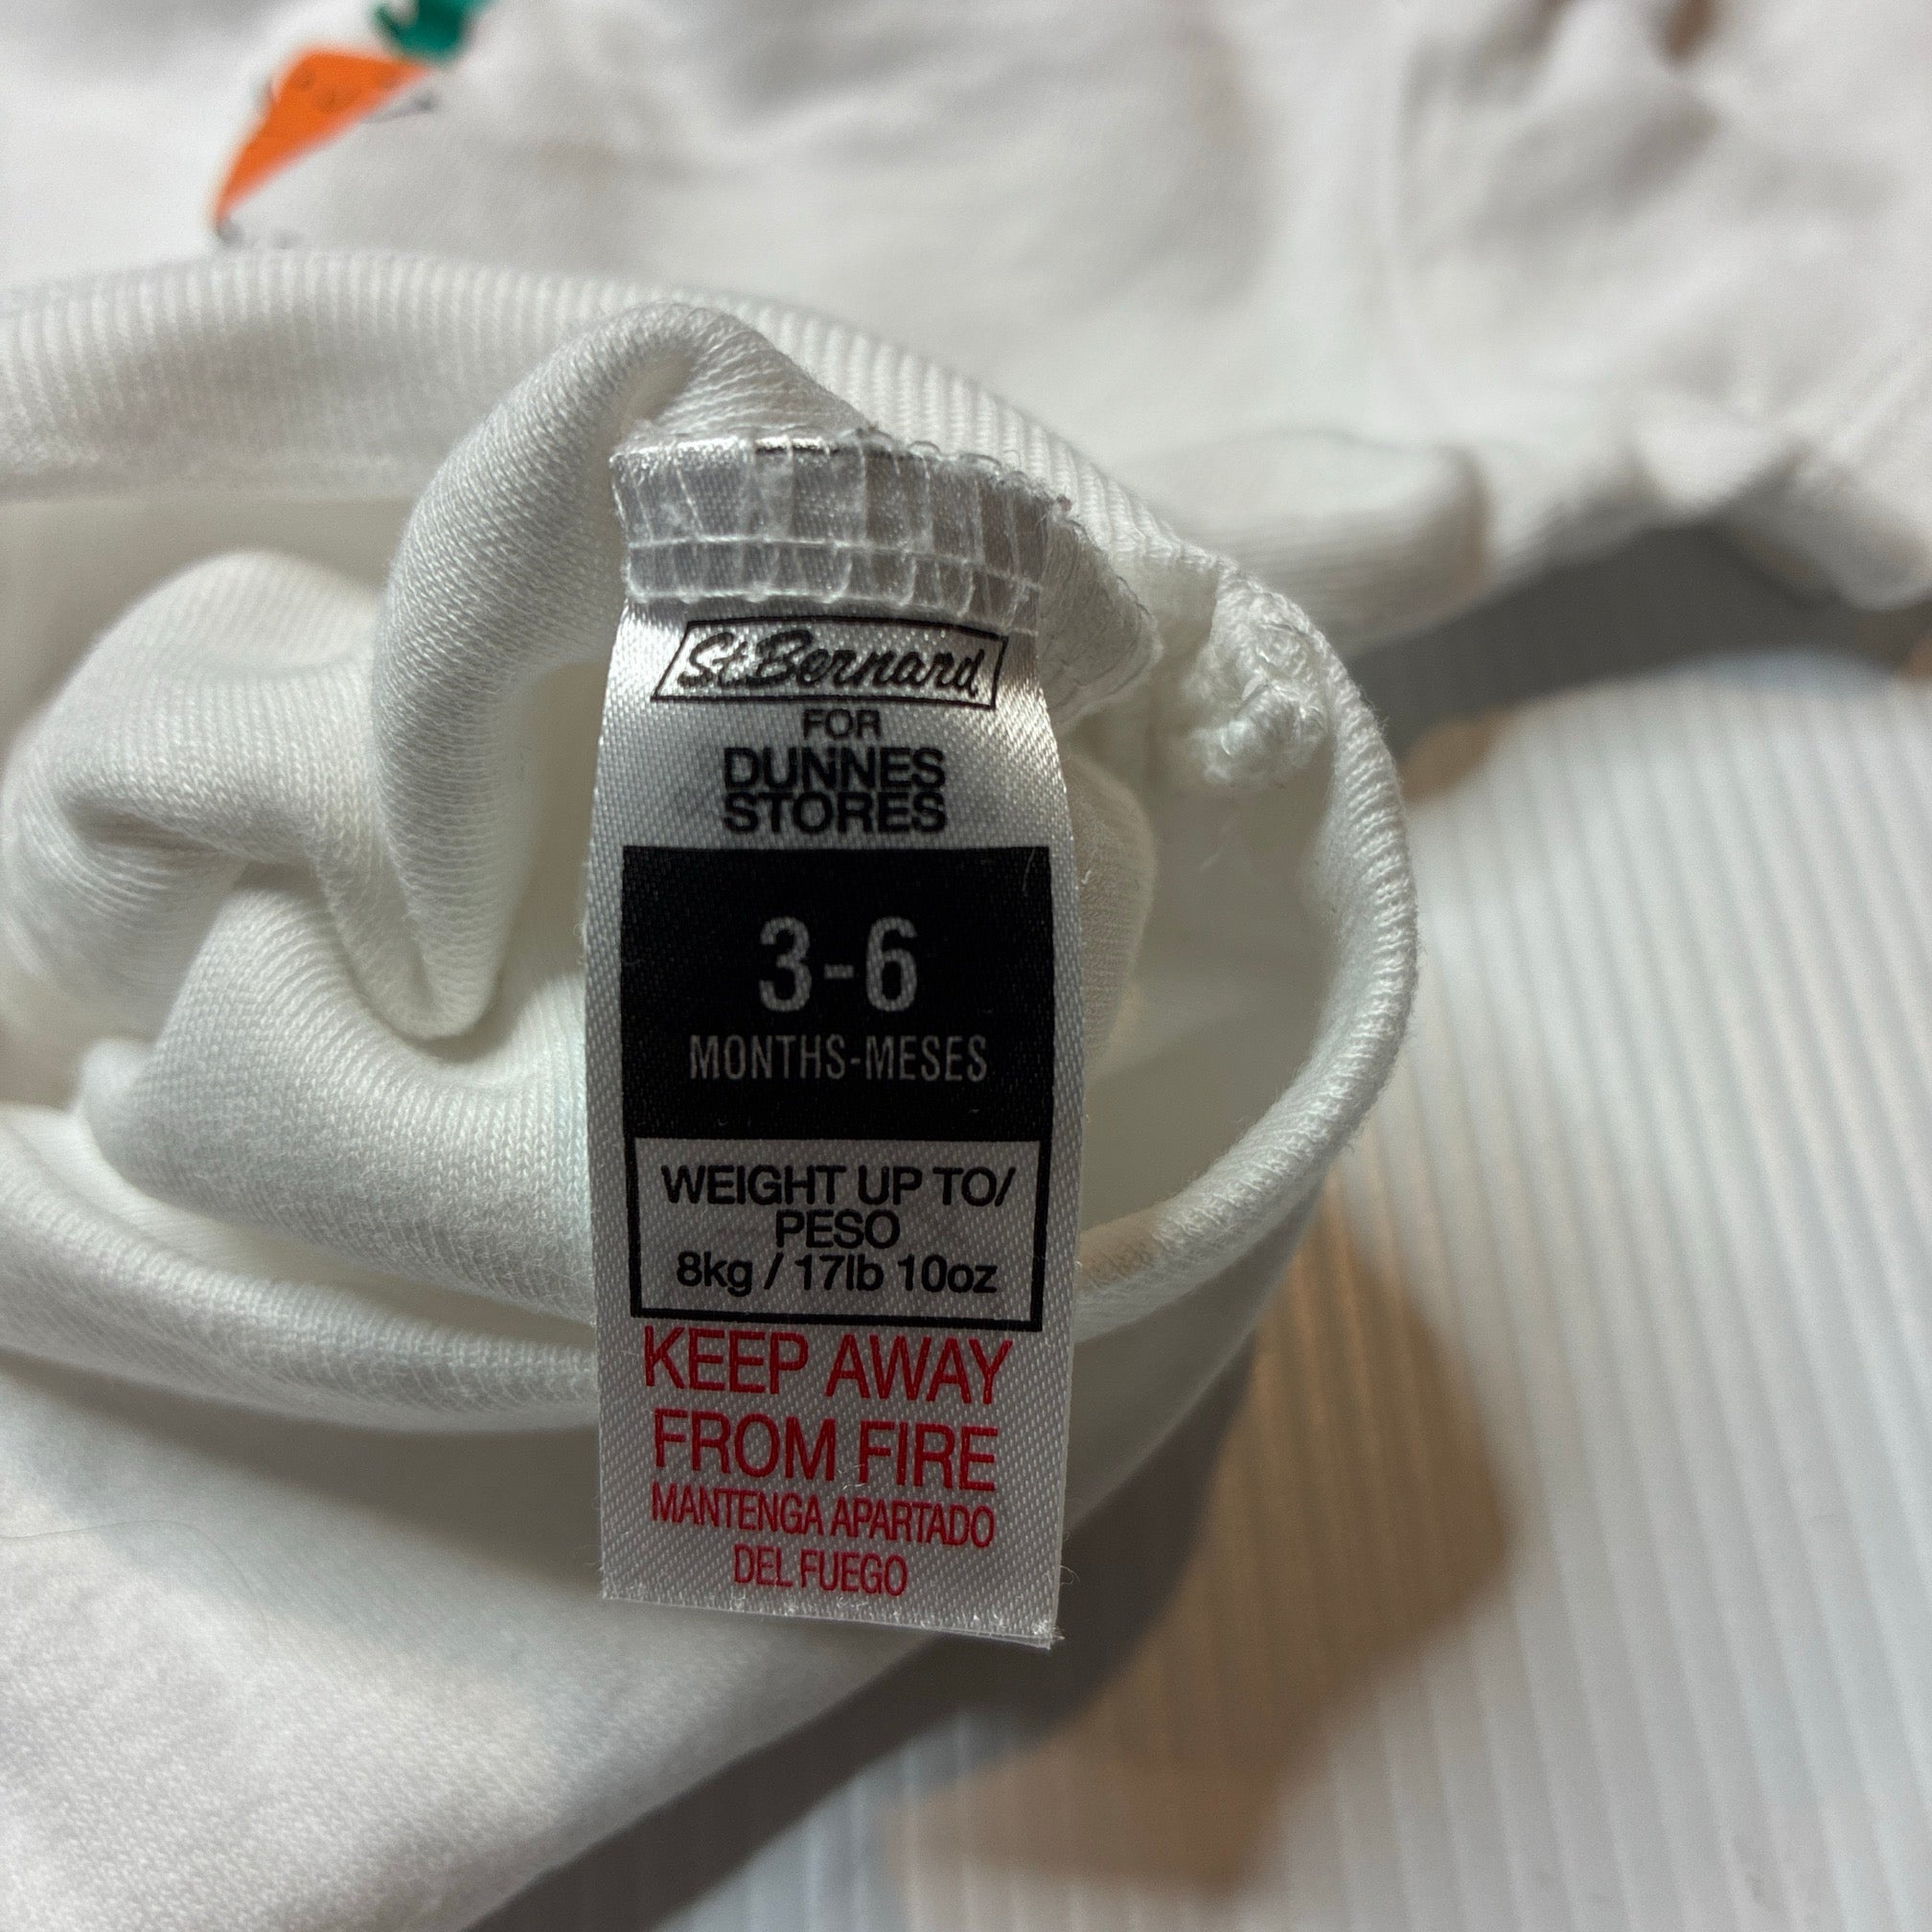 St.Bernard
FOR
DUNNES
STORES
3-6
MONTHS-MESES
WEIGHT UP TO/
PESO
8kg / 17lb 10oz
KEEP AWAY
FROM FIRE
MANTENGA APARTADO
DEL FUEGO